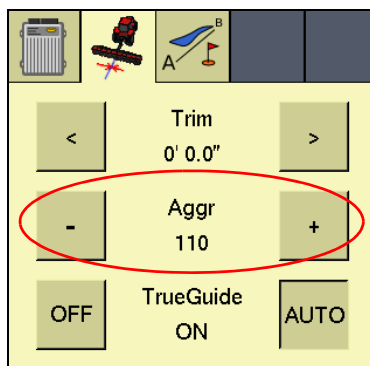 A B
< Trim >
0' 0.0"
- Aggr +
110
OFF TrueGuide AUTO
ON